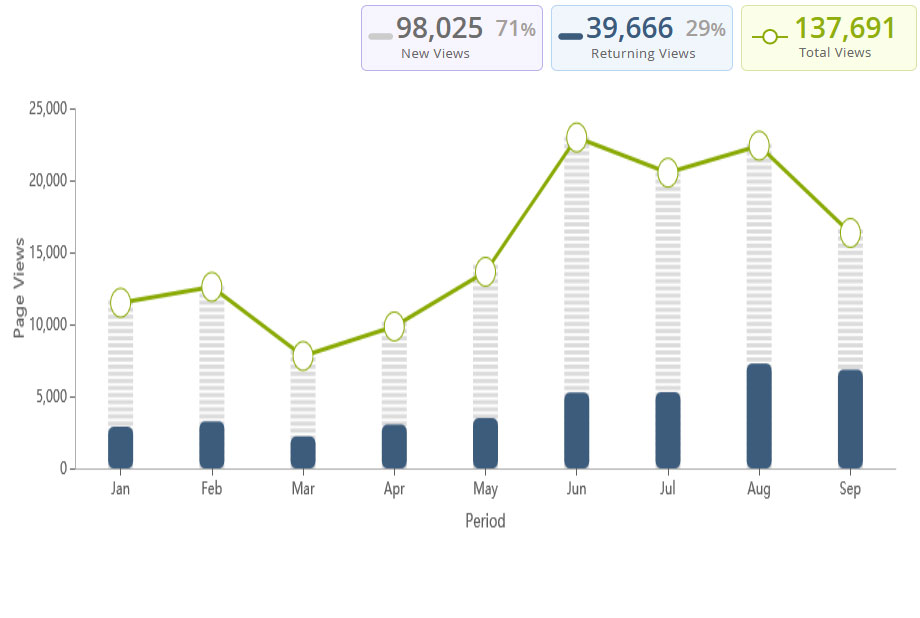 98,025 71%
New Views
39,666 29%
Returning Views
137,691
Total Views
25,000
20,000
15,000
10,000
5,000
0
Page Views
Jan Feb Mar Apr May Jun Jul Aug Sep
Period